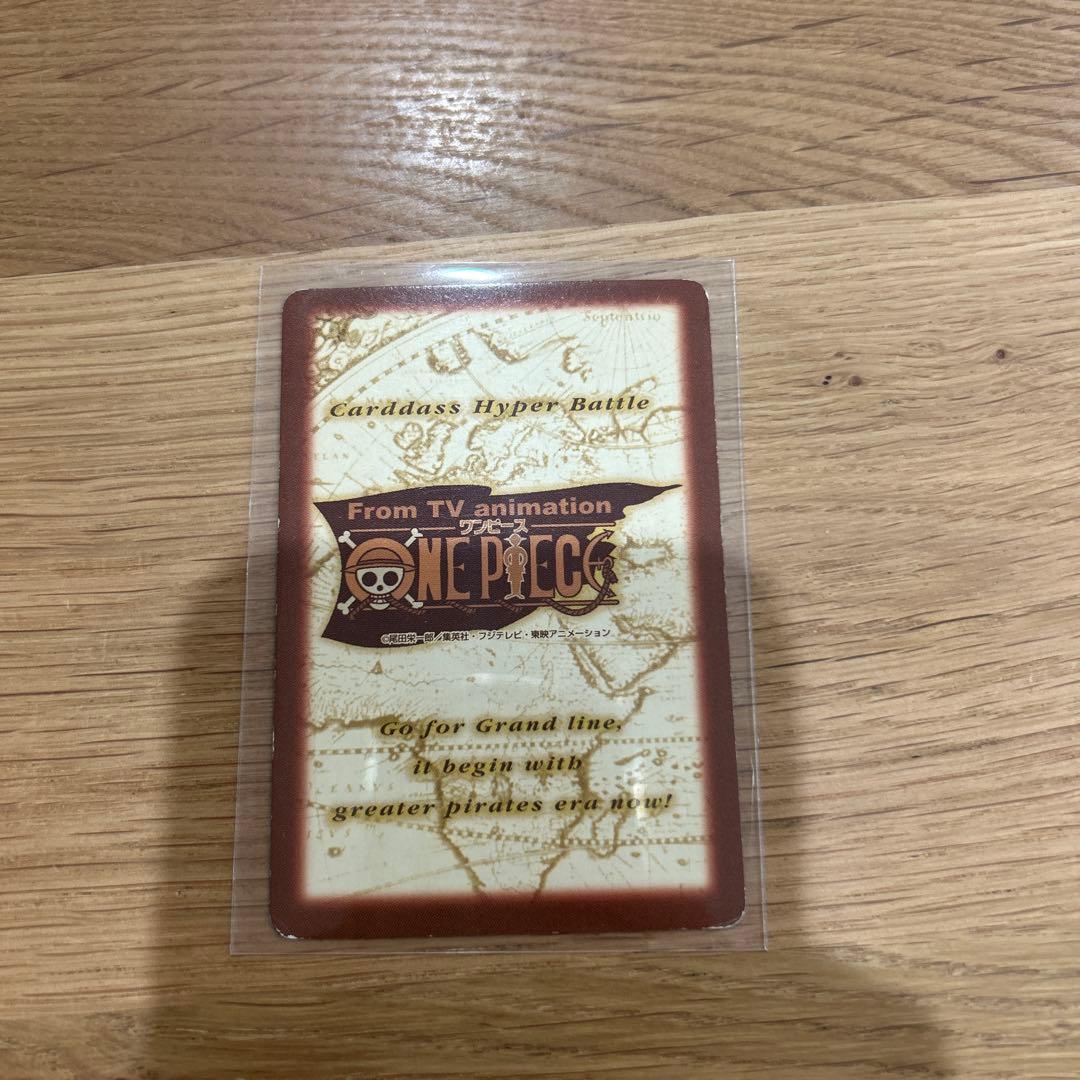 Septentrio
Carddass Hyper Battle
From TV animation
ワンピース
ONE PIECE
©尾田栄一郎/集英社・フジテレビ・東映アニメーション
Go for Grand line,
it begin with
greater pirates era now!